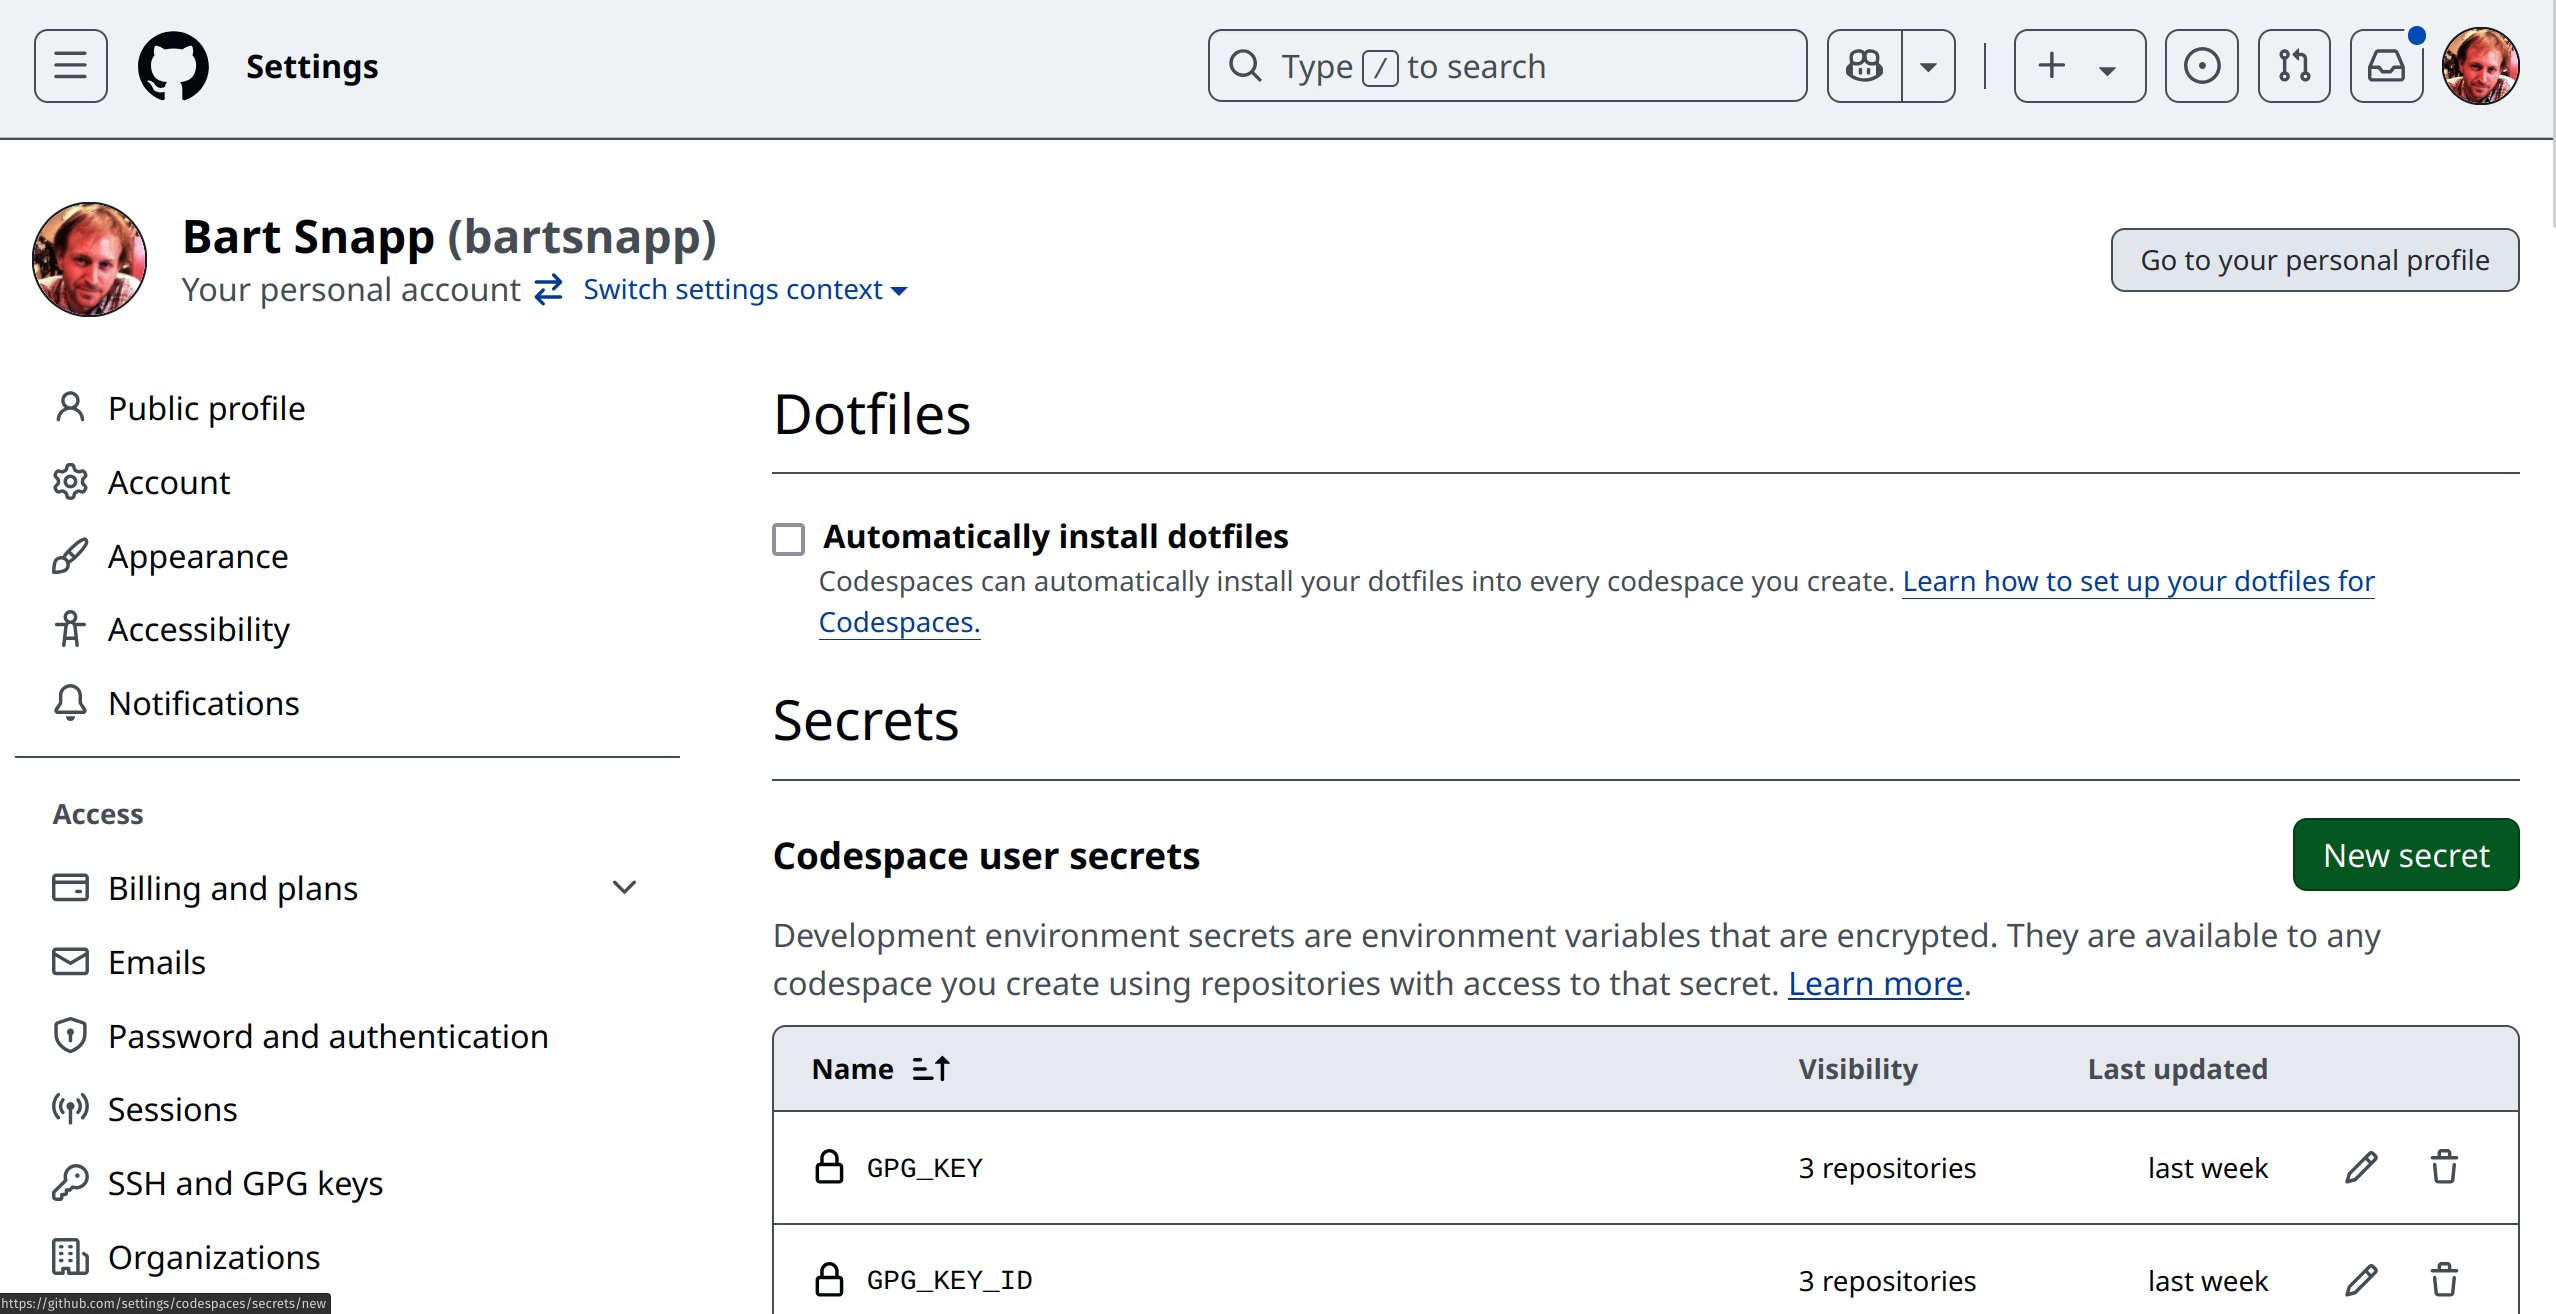 Settings
Type / to search
Bart Snapp (bartsnapp)
Your personal account Switch settings context
Go to your personal profile
Public profile
Account
Appearance
Accessibility
Notifications
Access
Billing and plans
Emails
Password and authentication
Sessions
SSH and GPG keys
Organizations
Dotfiles
Automatically install dotfiles
Codespaces can automatically install your dotfiles into every codespace you create. Learn how to set up your dotfiles for
Codespaces.
Secrets
Codespace user secrets
New secret
Development environment secrets are environment variables that are encrypted. They are available to any
codespace you create using repositories with access to that secret. Learn more.
Name Visibility Last updated
GPG_KEY 3 repositories last week
GPG_KEY_ID 3 repositories last week
https://github.com/settings/codespaces/secrets/new